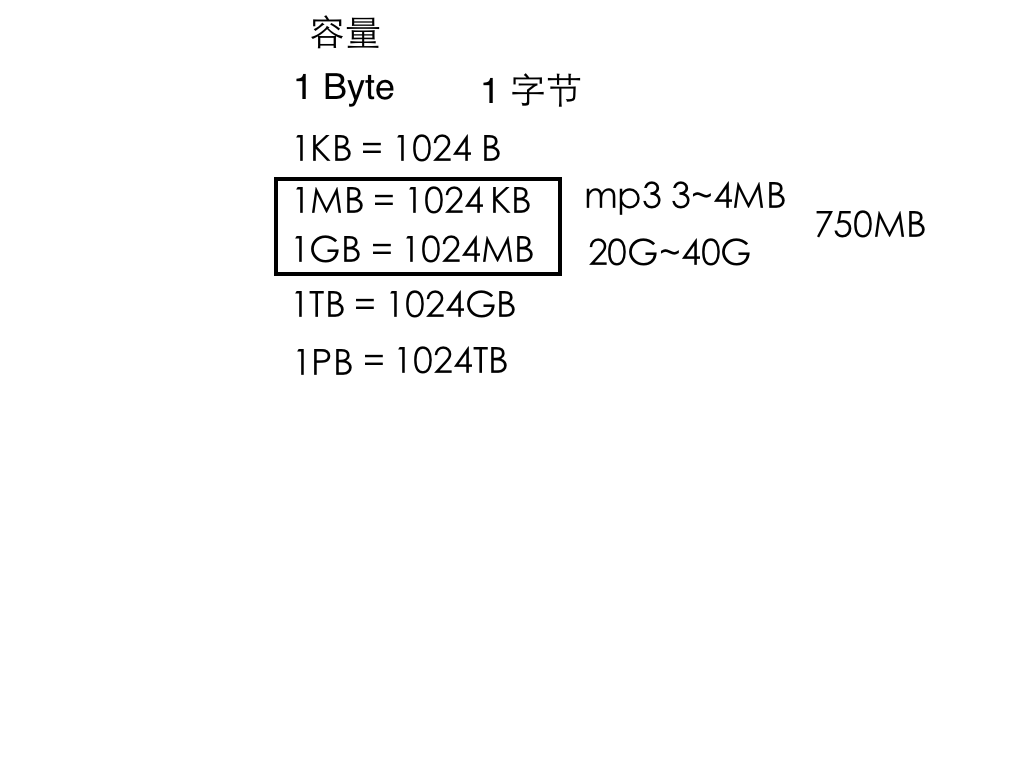 容量
1 Byte 1 字节
1KB = 1024 B
1MB = 1024 KB mp3 3~4MB
750MB
1GB = 1024MB 20G~40G
1TB = 1024GB
1PB = 1024TB